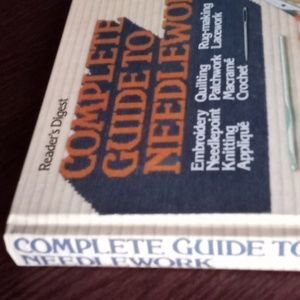 Reader's Digest
COMPLETE
GUIDE TO
NEEDLEWORK
Embroidery
Needlepoint
Knitting
Appliqué
Quilting
Patchwork
Macramé
Crochet
Rug-making
Lacework
COMPLETE GUIDE TO
NEEDLEWORK